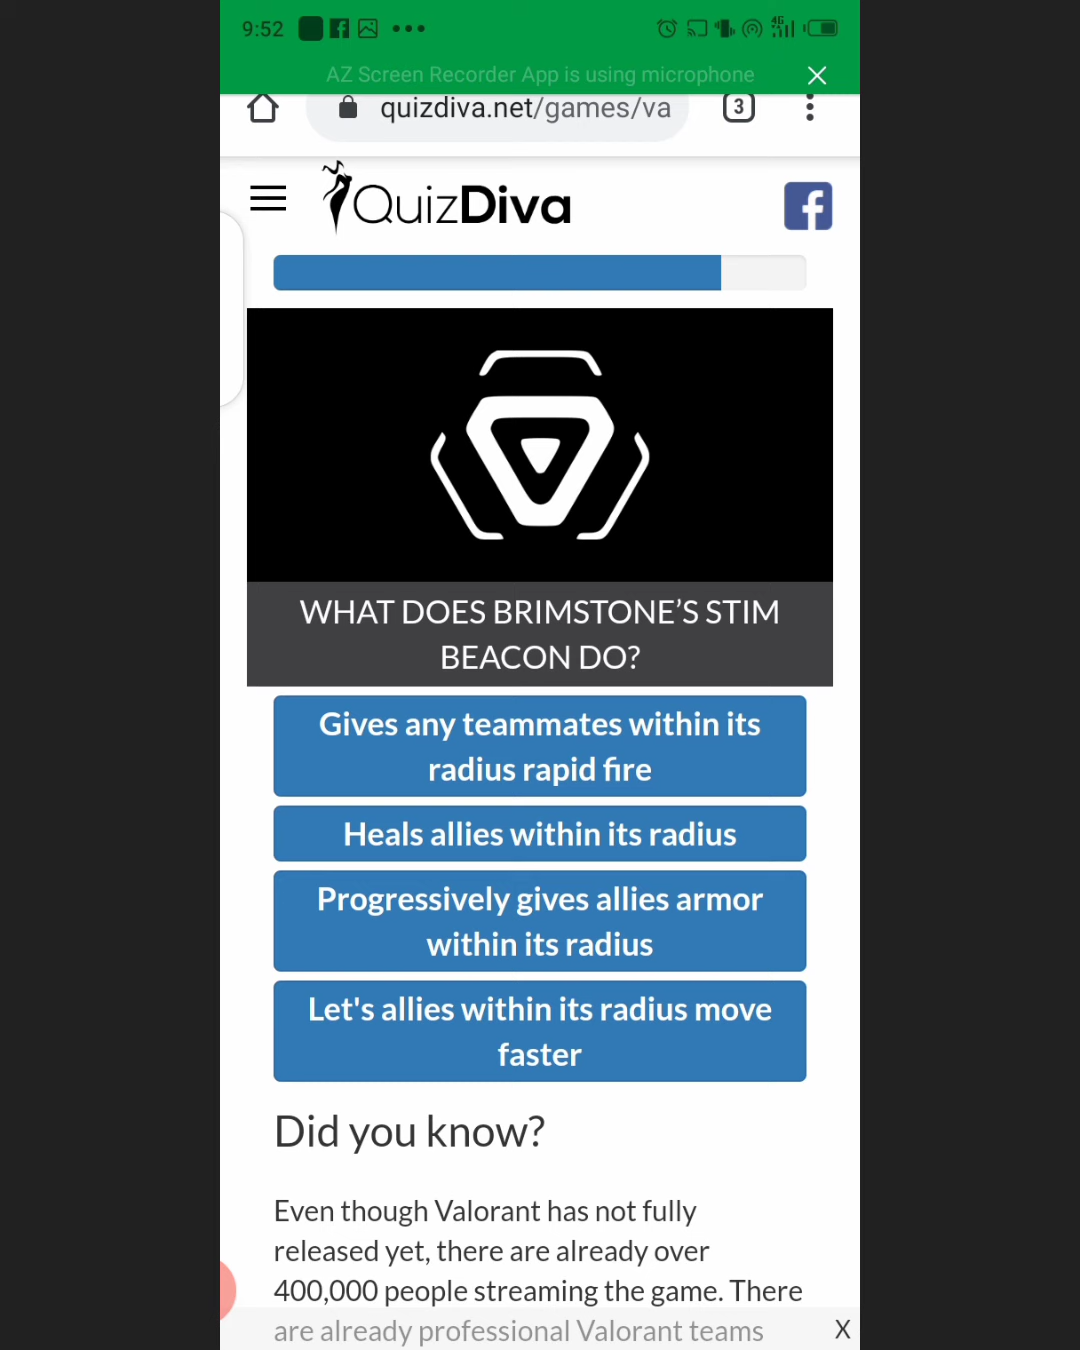 9:52
4G
AZ Screen Recorder App is using microphone
quizdiva.net/games/va
3
QuizDiva
WHAT DOES BRIMSTONE’S STIM
BEACON DO?
Gives any teammates within its
radius rapid fire
Heals allies within its radius
Progressively gives allies armor
within its radius
Let's allies within its radius move
faster
Did you know?
Even though Valorant has not fully
released yet, there are already over
400,000 people streaming the game. There
are already professional Valorant teams
X